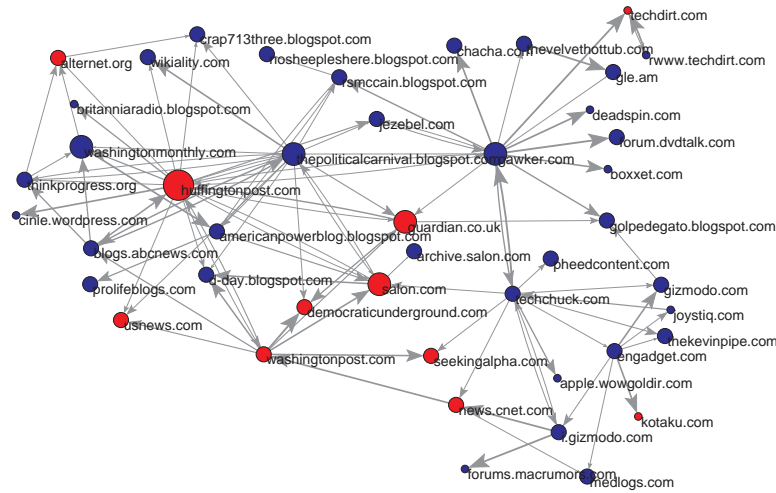 techdirt.com
crap713three.blogspot.com
chacha.com
thevelvethottub.com
alternet.org
wikiality.com
nosheepleshere.blogspot.com
rwww.techdirt.com
rsmccain.blogspot.com
gle.am
britanniaradio.blogspot.com
deadspin.com
jezebel.com
forum.dvdtalk.com
washingtonmonthly.com
thepoliticalcarnival.blogspot.com
gawker.com
boxxet.com
thinkprogress.org
huffingtonpost.com
cinie.wordpress.com
guardian.co.uk
golpedegato.blogspot.com
americanpowerblog.blogspot.com
blogs.abcnews.com
archive.salon.com
pheedcontent.com
d-day.blogspot.com
prolifeblogs.com
salon.com
gizmodo.com
techchuck.com
democraticunderground.com
joystiq.com
usnews.com
thekevinpipe.com
washingtonpost.com
seekingalpha.com
engadget.com
apple.wowgoldir.com
news.cnet.com
kotaku.com
i.gizmodo.com
forums.macrumors.com
medlogs.com